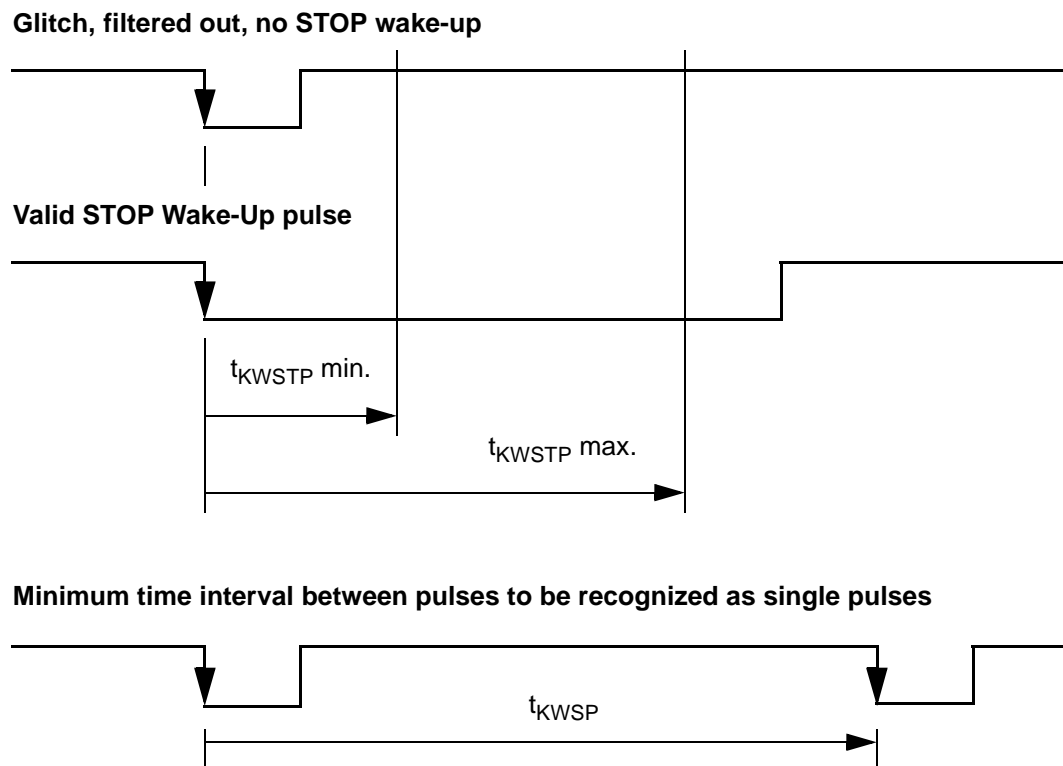 Glitch, filtered out, no STOP wake-up
Valid STOP Wake-Up pulse
tKWSTP min.
tKWSTP max.
Minimum time interval between pulses to be recognized as single pulses
tKWSP